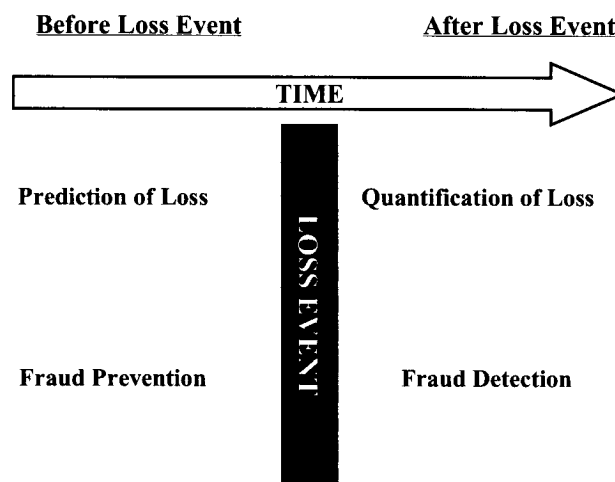 Before Loss Event
After Loss Event
TIME
Prediction of Loss
Quantification of Loss
LOSS EVENT
Fraud Prevention
Fraud Detection